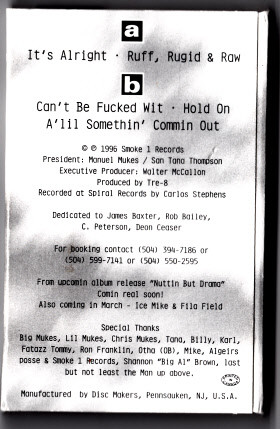 a
It's Alright · Ruff, Rugid & Raw
b
Can't Be Fucked Wit · Hold On
A'lil Somethin' Commin Out
© ℗ 1996 Smoke 1 Records
President: Manuel Mukes / San Tana Thompson
Executive Producer: Walter McCallon
Produced by Tre-8
Recorded at Spiral Records by Carlos Stephens
Dedicated to James Baxter, Rob Bailey,
C. Peterson, Deon Ceaser
For booking contact (504) 394-7186 or
(504) 599-7141 or (504) 550-2595
From upcomin album release "Nuttin But Drama"
Comin real soon!
Also coming in March - Ice Mike & Fila Field
Special Thanks
Big Mukes, Lil Mukes, Chris Mukes, Tana, Billy, Karl,
Fatazz Tommy, Ron Franklin, Otha (OB), Mike, Algeirs
posse & Smoke 1 Records, Shannon "Big Al" Brown, last
but not least the Man up above.
Manufactured by Disc Makers, Pennsauken, NJ, U.S.A.